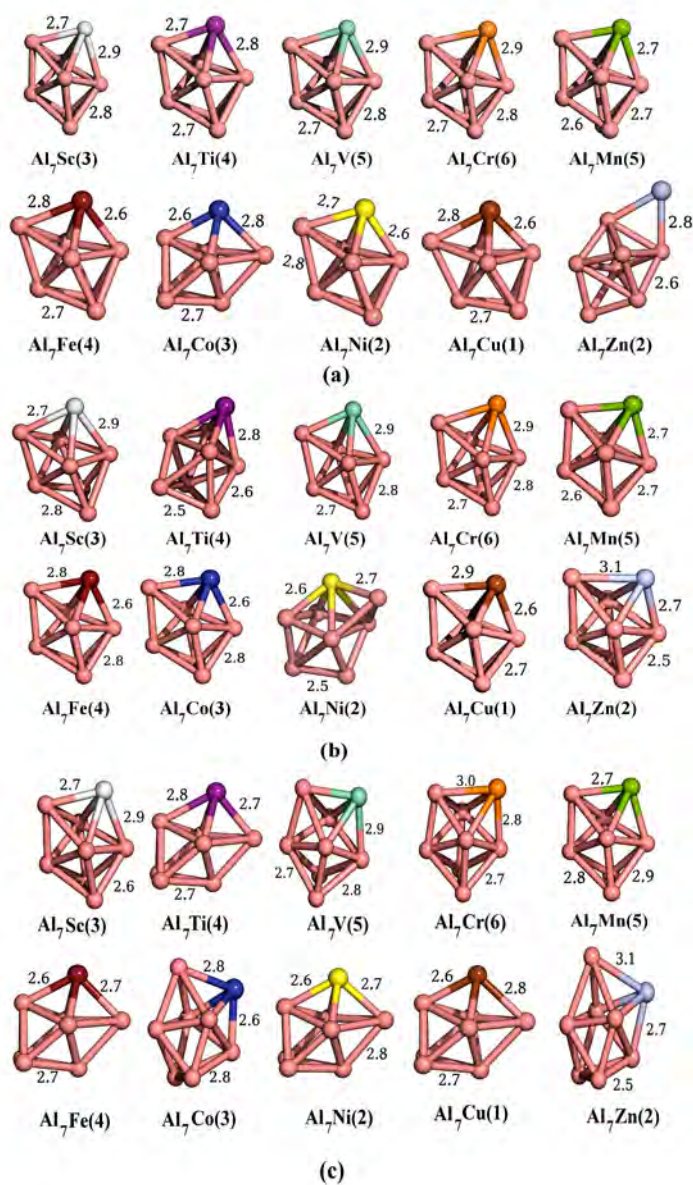 2.7 2.7
2.9 2.8 2.9 2.9 2.7
2.8 2.7 2.7 2.8 2.7 2.8 2.6 2.7
Al₇Sc(3) Al₇Ti(4) Al₇V(5) Al₇Cr(6) Al₇Mn(5)
2.8 2.6 2.6 2.8 2.7 2.6 2.8 2.6 2.8
2.7 2.7 2.8 2.7 2.6
Al₇Fe(4) Al₇Co(3) Al₇Ni(2) Al₇Cu(1) Al₇Zn(2)
(a)
2.7 2.9 2.8 2.9 2.9 2.7
2.8 2.5 2.6 2.7 2.8 2.7 2.8 2.6 2.7
Al₇Sc(3) Al₇Ti(4) Al₇V(5) Al₇Cr(6) Al₇Mn(5)
2.8 2.6 2.8 2.6 2.6 2.7 2.9 2.6 3.1 2.7
2.8 2.8 2.5 2.7 2.5
Al₇Fe(4) Al₇Co(3) Al₇Ni(2) Al₇Cu(1) Al₇Zn(2)
(b)
2.7 2.8 2.7 3.0 2.7
2.9 2.9 2.8
2.6 2.7 2.7 2.8 2.7 2.8 2.9
Al₇Sc(3) Al₇Ti(4) Al₇V(5) Al₇Cr(6) Al₇Mn(5)
2.6 2.7 2.8 2.6 2.6 2.7 2.6 2.8 3.1 2.7
2.7 2.8 2.8 2.7 2.5
Al₇Fe(4) Al₇Co(3) Al₇Ni(2) Al₇Cu(1) Al₇Zn(2)
(c)